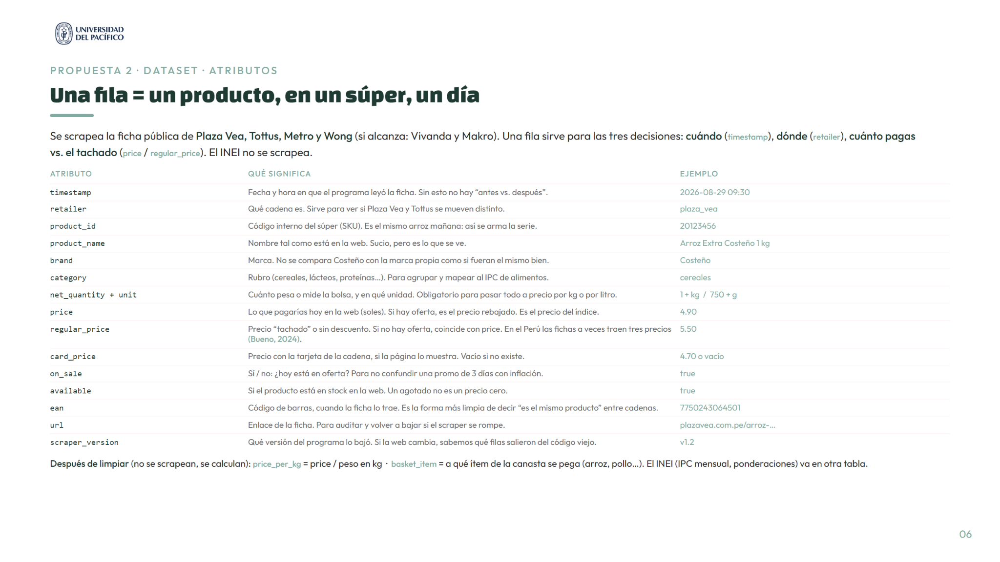 UNIVERSIDAD
DEL PACÍFICO
PROPUESTA 2 · DATASET · ATRIBUTOS
Una fila = un producto, en un súper, un día
Se scrapea la ficha pública de Plaza Vea, Tottus, Metro y Wong (si alcanza: Vivanda y Makro). Una fila sirve para las tres decisiones: cuándo (timestamp), dónde (retailer), cuánto pagas
vs. el tachado (price / regular_price). El INEI no se scrapea.
ATRIBUTO QUÉ SIGNIFICA EJEMPLO
timestamp Fecha y hora en que el programa leyó la ficha. Sin esto no hay “antes vs. después”. 2026-08-29 09:30
retailer Qué cadena es. Sirve para ver si Plaza Vea y Tottus se mueven distinto. plaza_vea
product_id Código interno del súper (SKU). Es el mismo arroz mañana: así se arma la serie. 20123456
product_name Nombre tal como está en la web. Sucio, pero es lo que se ve. Arroz Extra Costeño 1 kg
brand Marca. No se compara Costeño con la marca propia como si fueran el mismo bien. Costeño
category Rubro (cereales, lácteos, proteínas…). Para agrupar y mapear al IPC de alimentos. cereales
net_quantity + unit Cuánto pesa o mide la bolsa, y en qué unidad. Obligatorio para pasar todo a precio por kg o por litro. 1 + kg / 750 + g
price Lo que pagarías hoy en la web (soles). Si hay oferta, es el precio rebajado. Es el precio del índice. 4.90
regular_price Precio “tachado” o sin descuento. Si no hay oferta, coincide con price. En el Perú las fichas a veces traen tres precios 5.50
(Bueno, 2024).
card_price Precio con la tarjeta de la cadena, si la página lo muestra. Vacío si no existe. 4.70 o vacío
on_sale Sí / no: ¿hoy está en oferta? Para no confundir una promo de 3 días con inflación. true
available Si el producto está en stock en la web. Un agotado no es un precio cero. true
ean Código de barras, cuando la ficha lo trae. Es la forma más limpia de decir “es el mismo producto” entre cadenas. 7750243064501
url Enlace de la ficha. Para auditar y volver a bajar si el scraper se rompe. plazavea.com.pe/arroz-…
scraper_version Qué versión del programa lo bajó. Si la web cambia, sabemos qué filas salieron del código viejo. v1.2
Después de limpiar (no se scrapean, se calculan): price_per_kg = price / peso en kg · basket_item = a qué ítem de la canasta se pega (arroz, pollo…). El INEI (IPC mensual, ponderaciones) va en otra tabla.
06